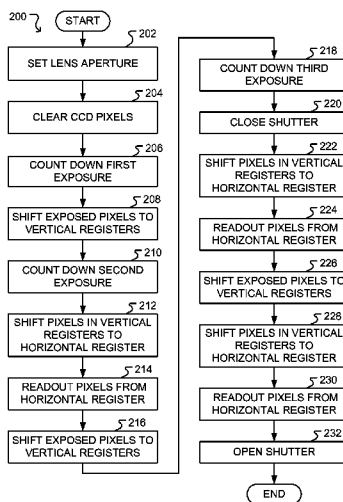 200
START
202
SET LENS APERTURE
204
CLEAR CCD PIXELS
206
COUNT DOWN FIRST
EXPOSURE
208
SHIFT EXPOSED PIXELS TO
VERTICAL REGISTERS
210
COUNT DOWN SECOND
EXPOSURE
212
SHIFT PIXELS IN VERTICAL
REGISTERS TO
HORIZONTAL REGISTER
214
READOUT PIXELS FROM
HORIZONTAL REGISTER
216
SHIFT EXPOSED PIXELS TO
VERTICAL REGISTERS
218
COUNT DOWN THIRD
EXPOSURE
220
CLOSE SHUTTER
222
SHIFT PIXELS IN VERTICAL
REGISTERS TO
HORIZONTAL REGISTER
224
READOUT PIXELS FROM
HORIZONTAL REGISTER
226
SHIFT EXPOSED PIXELS TO
VERTICAL REGISTERS
228
SHIFT PIXELS IN VERTICAL
REGISTERS TO
HORIZONTAL REGISTER
230
READOUT PIXELS FROM
HORIZONTAL REGISTER
232
OPEN SHUTTER
END